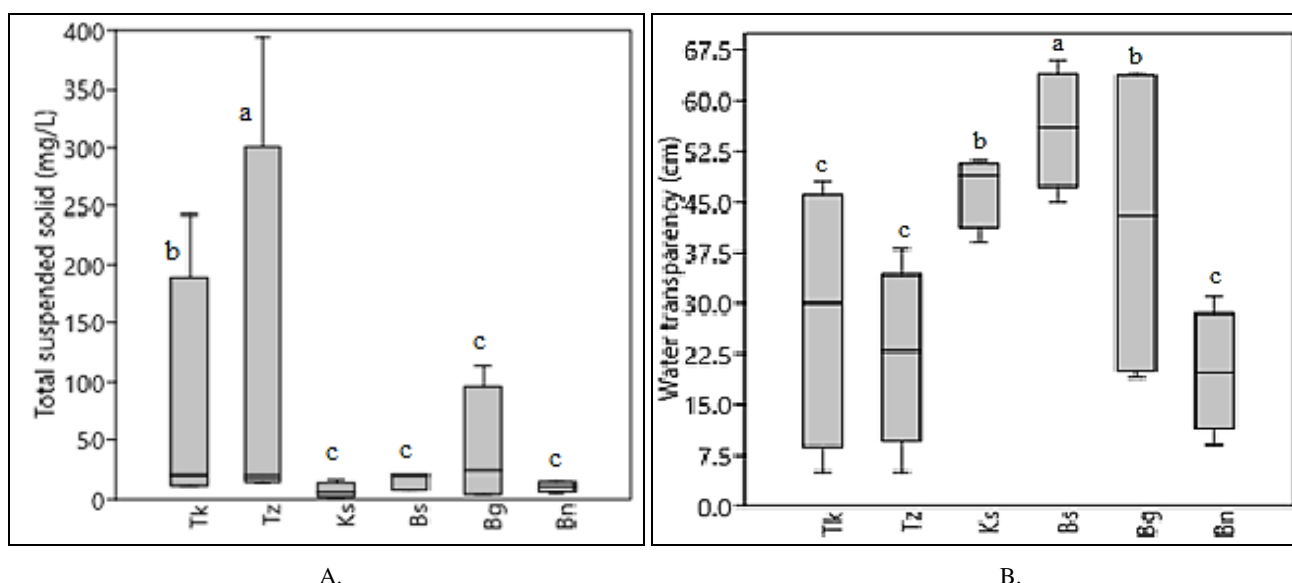 Total suspended solid (mg/L)
400
350
300
250
200
150
100
50
0
b
a
c
c
c
c
Tk
Tz
Ks
Bs
Bg
Bn
A.
Water transparency (cm)
67.5
60.0
52.5
45.0
37.5
30.0
22.5
15.0
7.5
0.0
c
c
b
a
b
c
Tk
Tz
Ks
Bs
Bg
Bn
B.